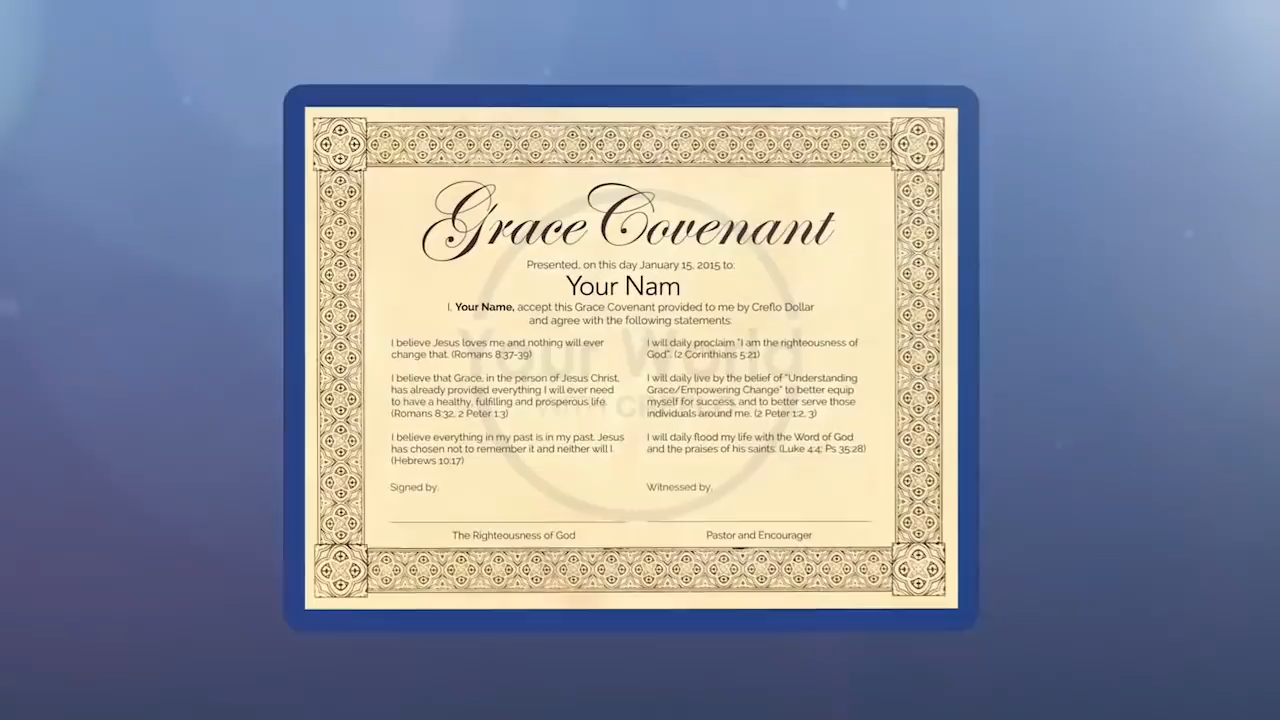 Grace Covenant
Presented, on this day January 15, 2015 to:
Your Nam
I, Your Name, accept this Grace Covenant provided to me by Creflo Dollar
and agree with the following statements:
I believe Jesus loves me and nothing will ever
change that. (Romans 8:37-39)
I believe that Grace, in the person of Jesus Christ,
has already provided everything I will ever need
to have a healthy, fulfilling and prosperous life.
(Romans 8:32, 2 Peter 1:3)
I believe everything in my past is in my past. Jesus
has chosen not to remember it and neither will I.
(Hebrews 10:17)
Signed by,
The Righteousness of God
I will daily proclaim "I am the righteousness of
God". (2 Corinthians 5:21)
I will daily live by the belief of "Understanding
Grace/Empowering Change" to better equip
myself for success, and to better serve those
individuals around me. (2 Peter 1:2, 3)
I will daily flood my life with the Word of God
and the praises of his saints. (Luke 4:4; Ps 35:28)
Witnessed by,
Pastor and Encourager
Your World